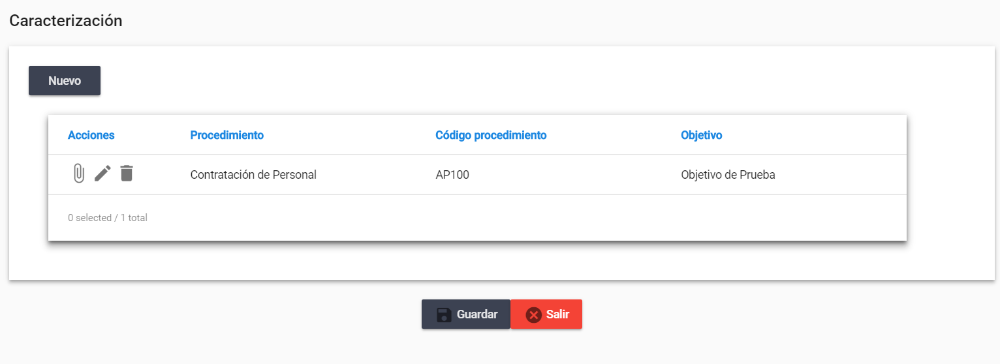 Caracterización
Nuevo
Acciones Procedimiento Código procedimiento Objetivo
Contratación de Personal AP100 Objetivo de Prueba
0 selected / 1 total
Guardar Salir